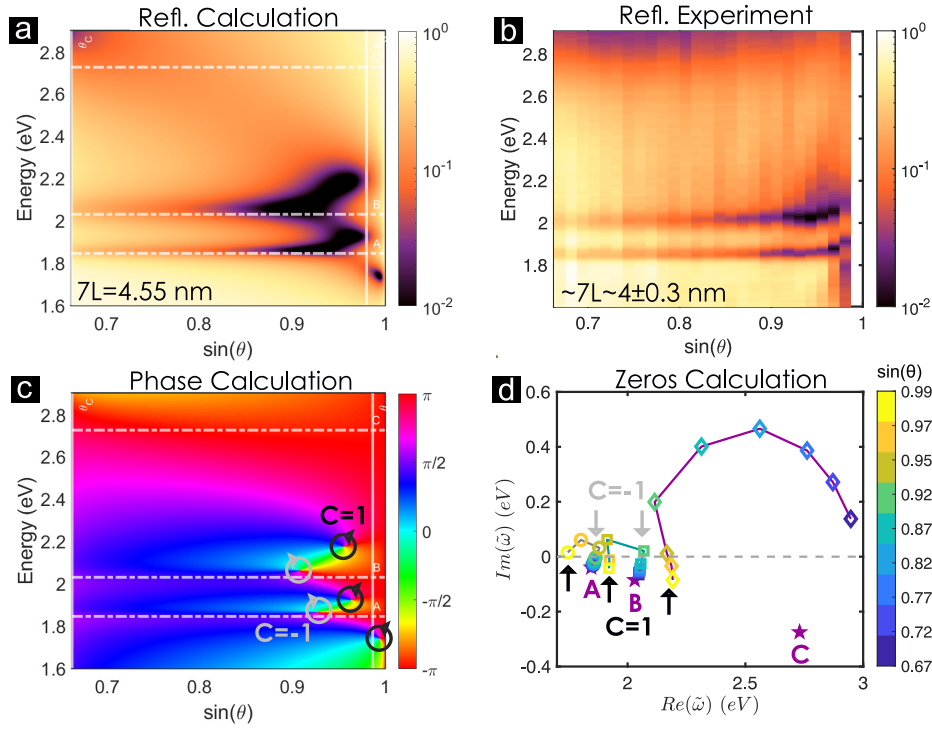 a
Refl. Calculation
θC
C
B
A
7L=4.55 nm
Energy (eV)
2.8
2.6
2.4
2.2
2
1.8
1.6
0.7
0.8
0.9
1
sin(θ)
10^0
10^-1
10^-2
b
Refl. Experiment
~7L~4±0.3 nm
Energy (eV)
2.8
2.6
2.4
2.2
2
1.8
0.7
0.8
0.9
1
sin(θ)
10^0
10^-1
10^-2
c
Phase Calculation
θC
θ
C
B
A
C=1
C=-1
Energy (eV)
2.8
2.6
2.4
2.2
2
1.8
1.6
0.7
0.8
0.9
1
sin(θ)
π
π/2
0
-π/2
-π
d
Zeros Calculation
C=-1
A
B
C=1
C
Im(ω̃) (eV)
0.6
0.4
0.2
0
-0.2
-0.4
2
2.5
3
Re(ω̃) (eV)
sin(θ)
0.99
0.97
0.95
0.92
0.87
0.82
0.77
0.72
0.67